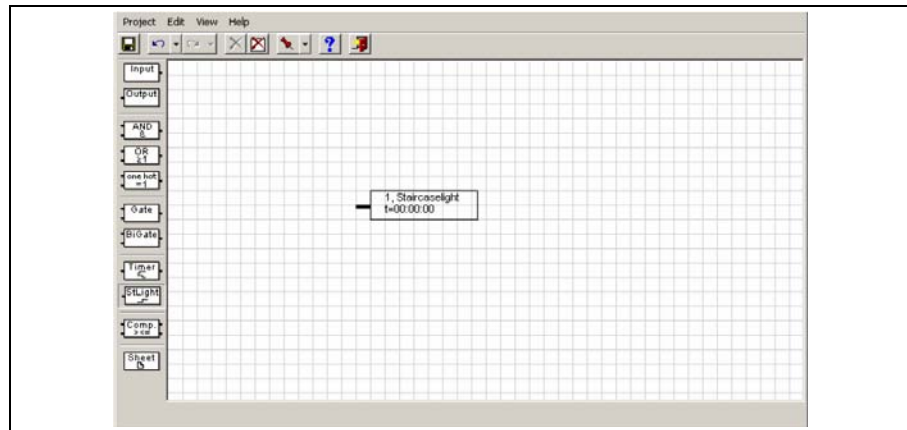 Project Edit View Help
Input
Output
AND
&
OR
≥1
one hot
=1
Gate
BiGate
Timer
StLight
Comp.
> <=
Sheet
1, Staircaselight
t=00:00:00